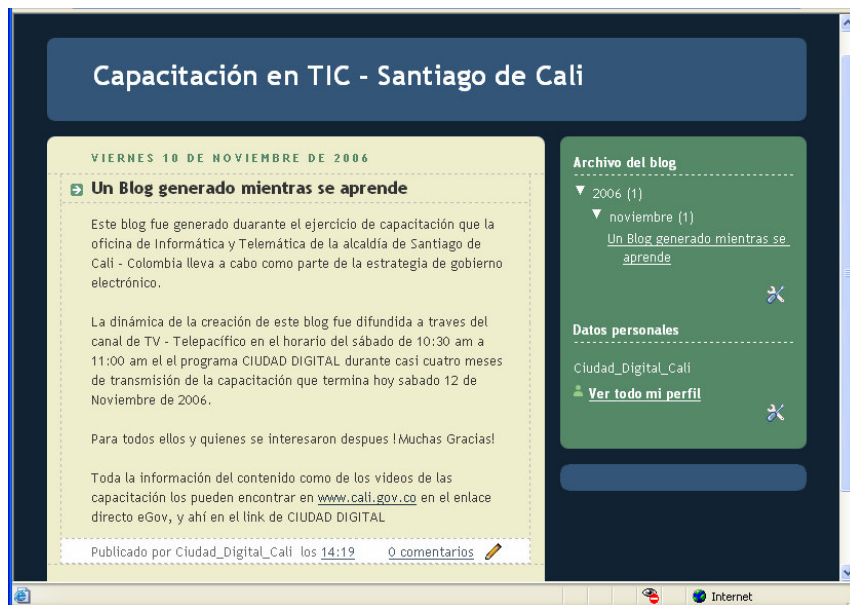 Capacitación en TIC - Santiago de Cali
VIERNES 10 DE NOVIEMBRE DE 2006
Un Blog generado mientras se aprende
Este blog fue generado duarante el ejercicio de capacitación que la
oficina de Informática y Telemática de la alcaldía de Santiago de
Cali - Colombia lleva a cabo como parte de la estrategia de gobierno
electrónico.
La dinámica de la creación de este blog fue difundida a traves del
canal de TV - Telepacífico en el horario del sábado de 10:30 am a
11:00 am el el programa CIUDAD DIGITAL durante casi cuatro meses
de transmisión de la capacitación que termina hoy sabado 12 de
Noviembre de 2006.
Para todos ellos y quienes se interesaron despues !Muchas Gracias!
Toda la información del contenido como de los videos de las
capacitación los pueden encontrar en www.cali.gov.co en el enlace
directo eGov, y ahí en el link de CIUDAD DIGITAL
Publicado por Ciudad_Digital_Cali los 14:19 0 comentarios
Archivo del blog
▼ 2006 (1)
▼ noviembre (1)
Un Blog generado mientras se
aprende
Datos personales
Ciudad_Digital_Cali
Ver todo mi perfil
Internet